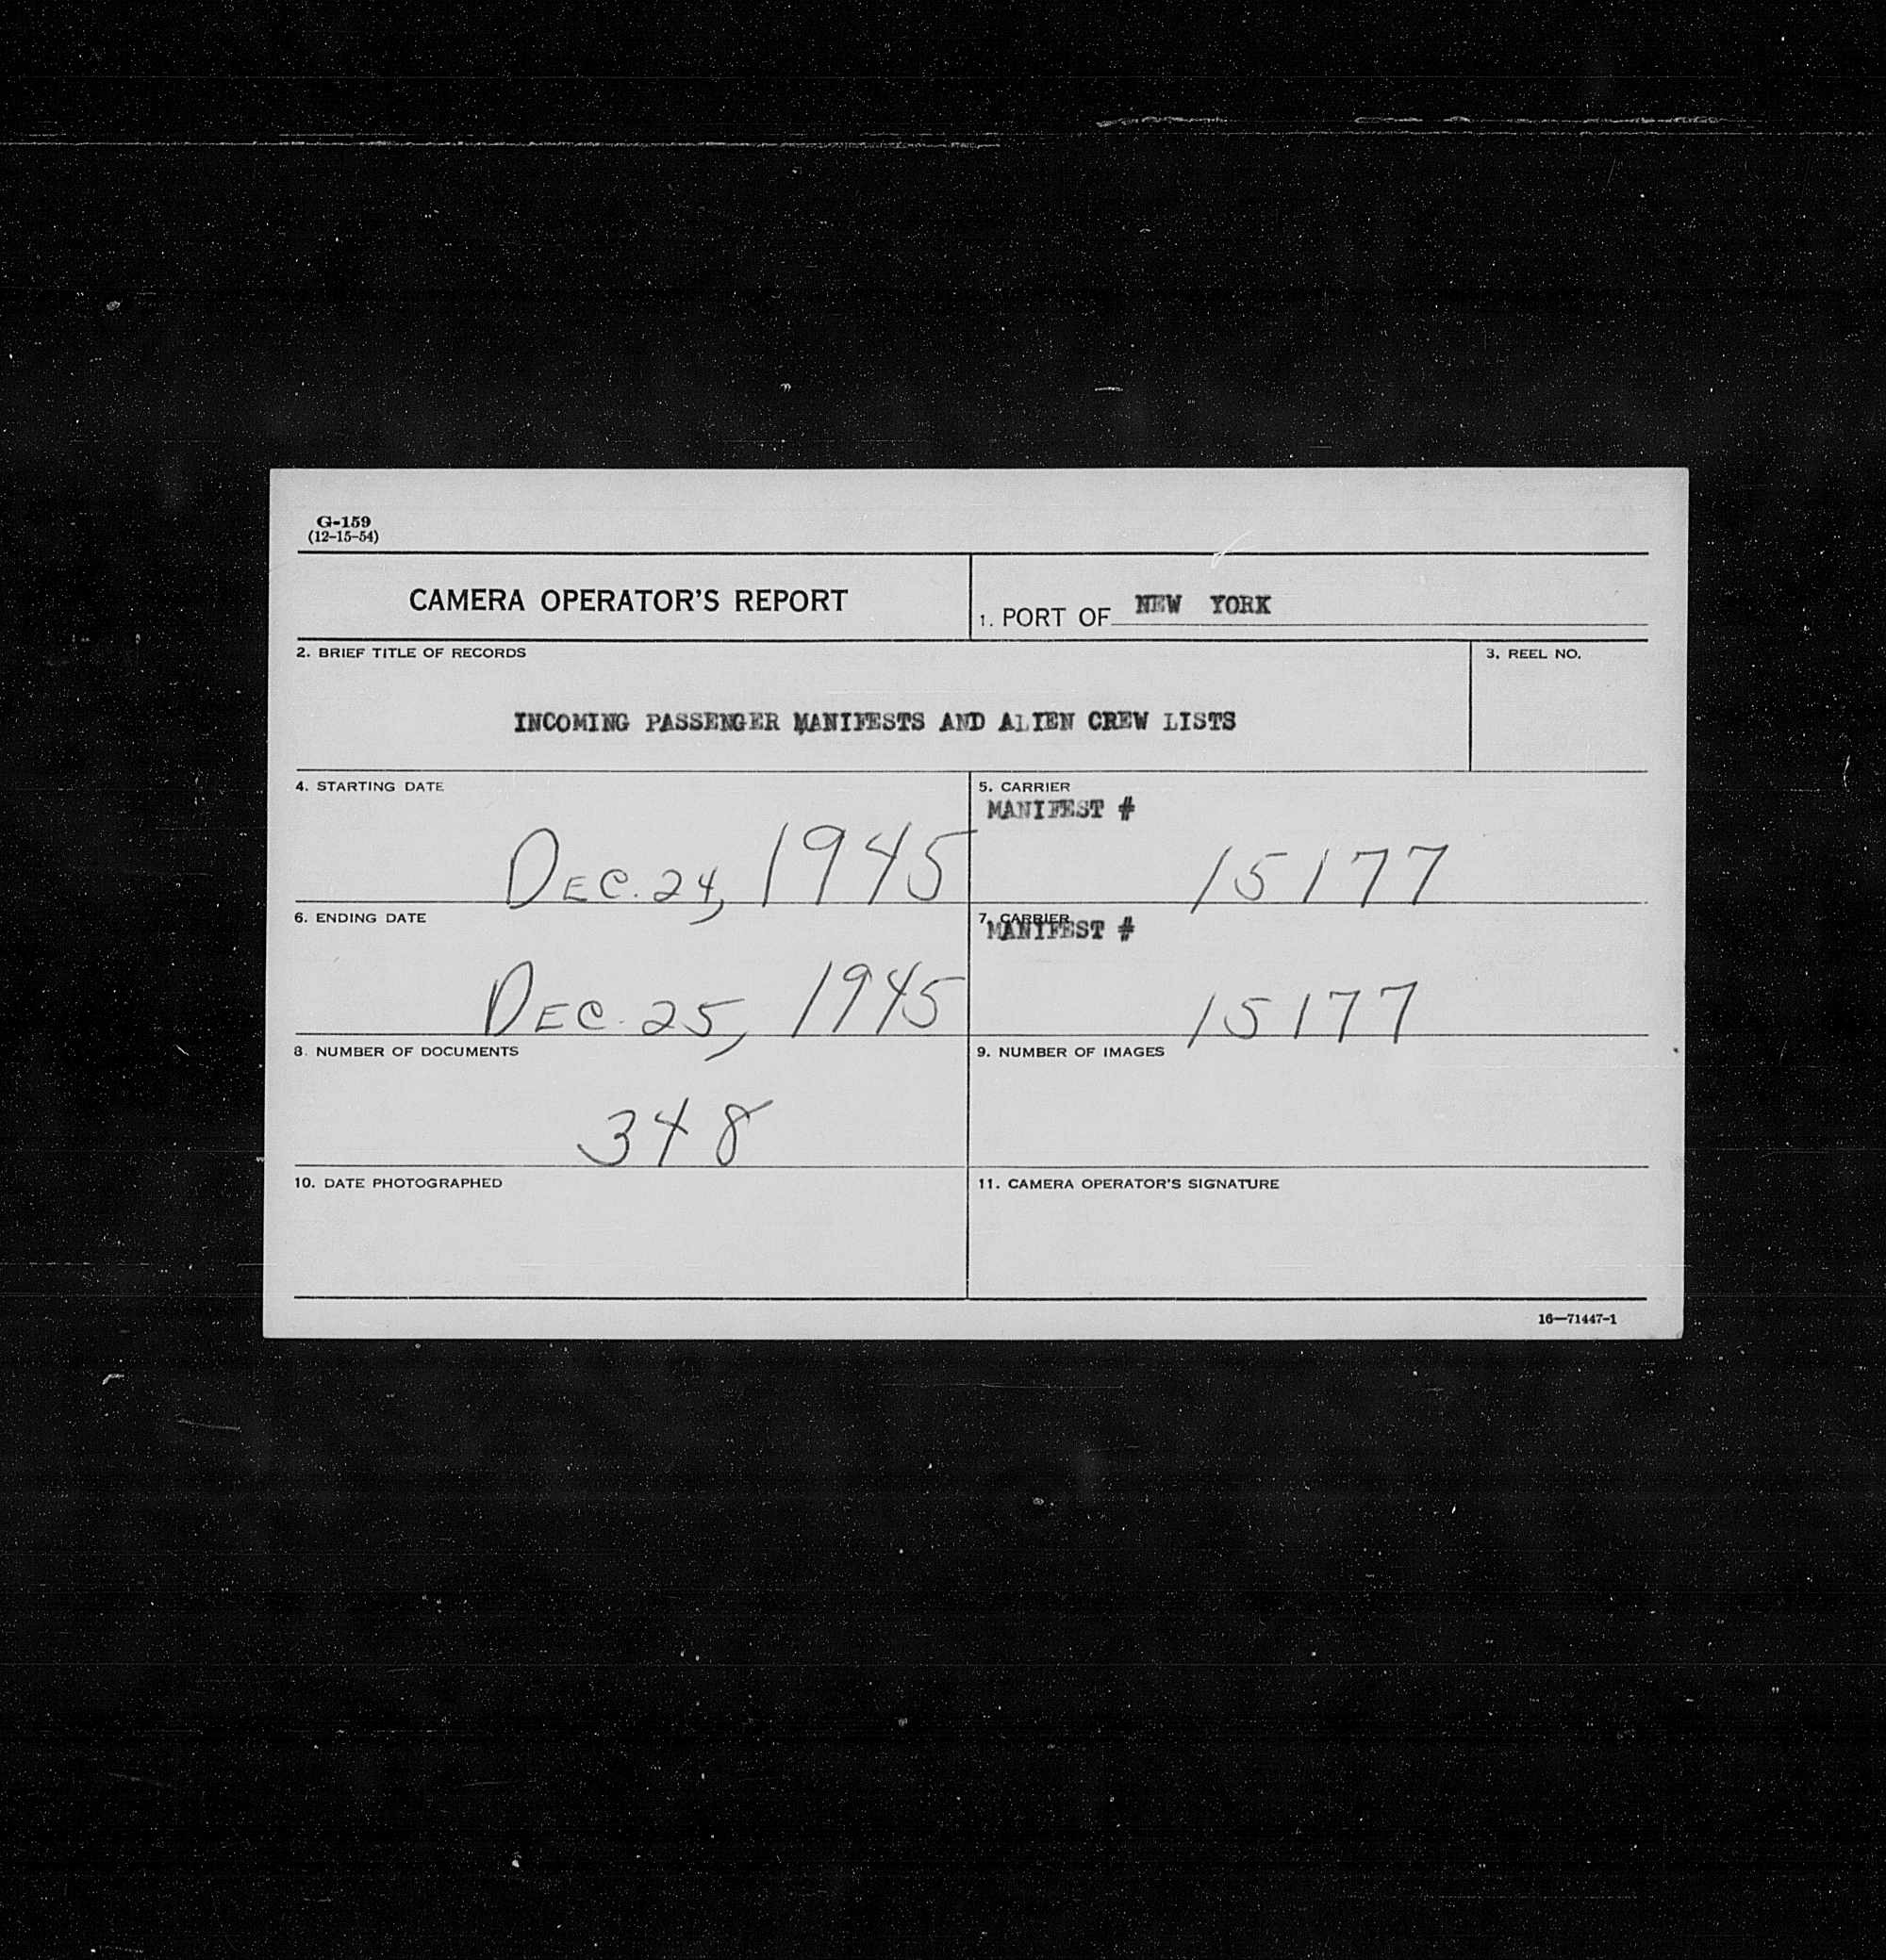 G-159
(12-15-54)
CAMERA OPERATOR'S REPORT
1. PORT OF NEW YORK
2. BRIEF TITLE OF RECORDS
3. REEL NO.
INCOMING PASSENGER MANIFESTS AND ALIEN CREW LISTS
4. STARTING DATE
DEC. 24, 1945
5. CARRIER
MANIFEST #
15177
6. ENDING DATE
DEC. 25, 1945
7. CARRIER
MANIFEST #
15177
8. NUMBER OF DOCUMENTS
348
9. NUMBER OF IMAGES
10. DATE PHOTOGRAPHED
11. CAMERA OPERATOR'S SIGNATURE
16—71447-1